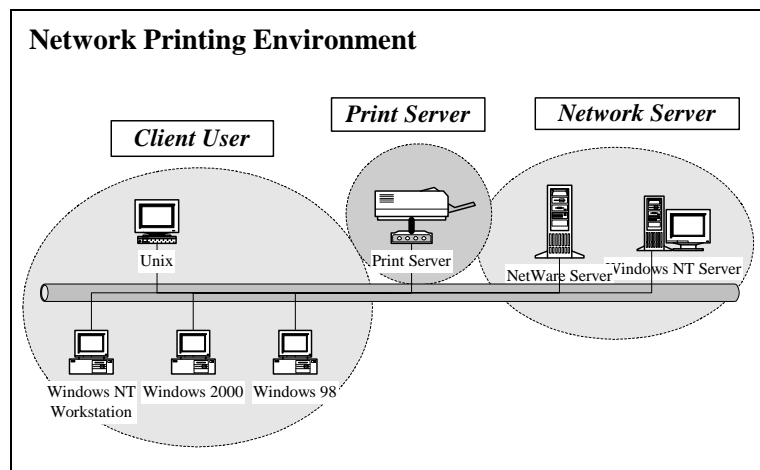 Network Printing Environment
Print Server
Network Server
Client User
Unix
Print Server
NetWare Server
Windows NT Server
Windows NT
Workstation
Windows 2000
Windows 98